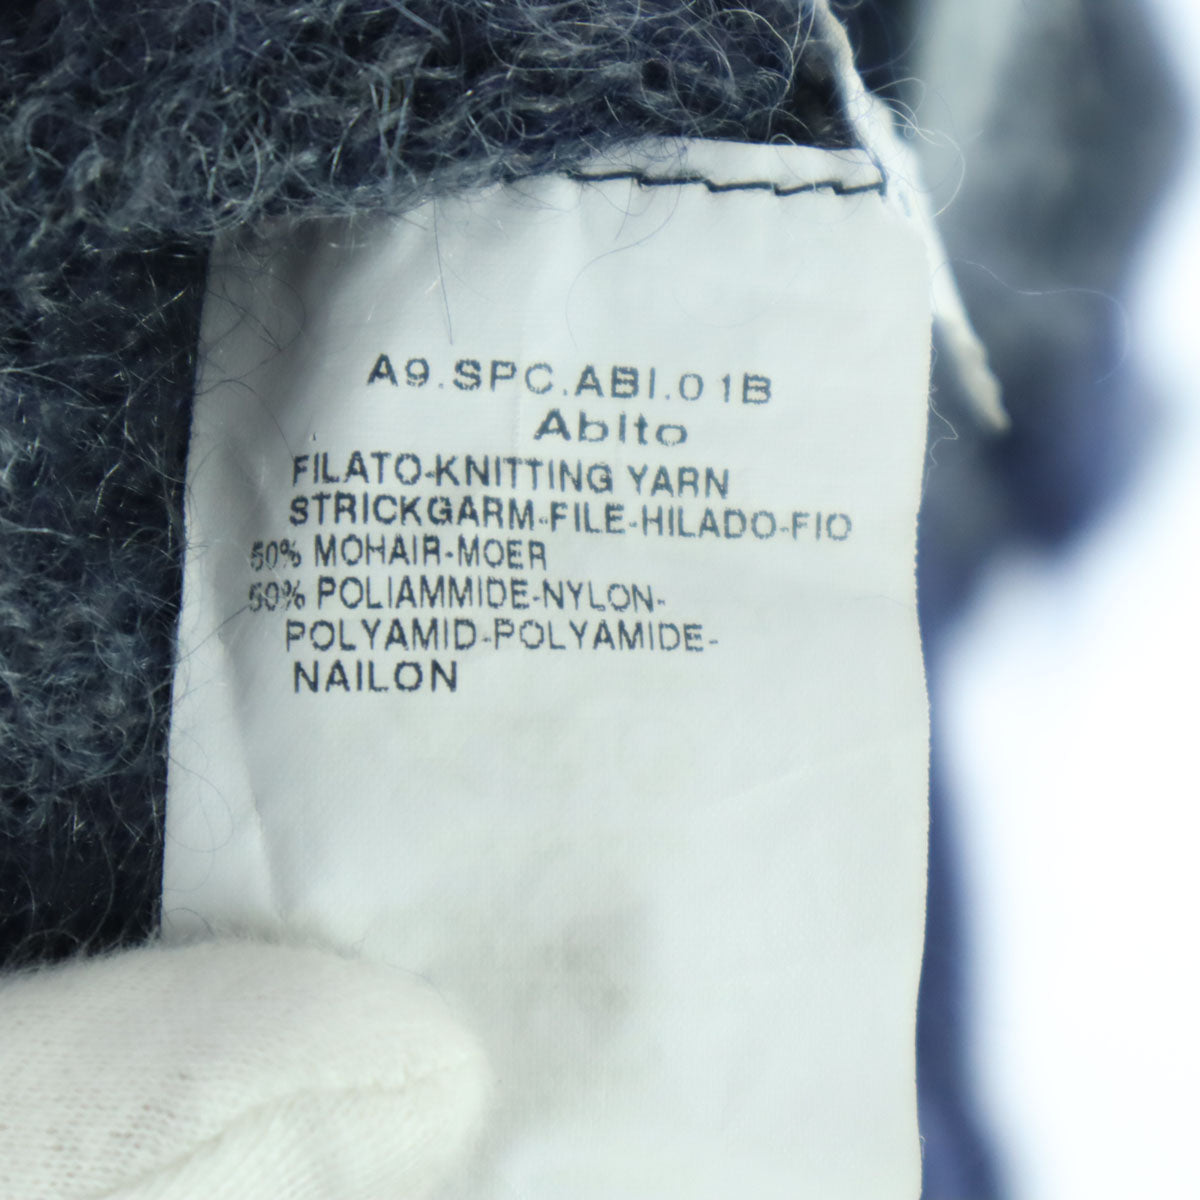 A9.SPC.ABI.01B
Abito
FILATO-KNITTING YARN
STRICKGARM-FILE-HILADO-FIO
50% MOHAIR-MOER
50% POLIAMMIDE-NYLON-
POLYAMID-POLYAMIDE-
NAILON